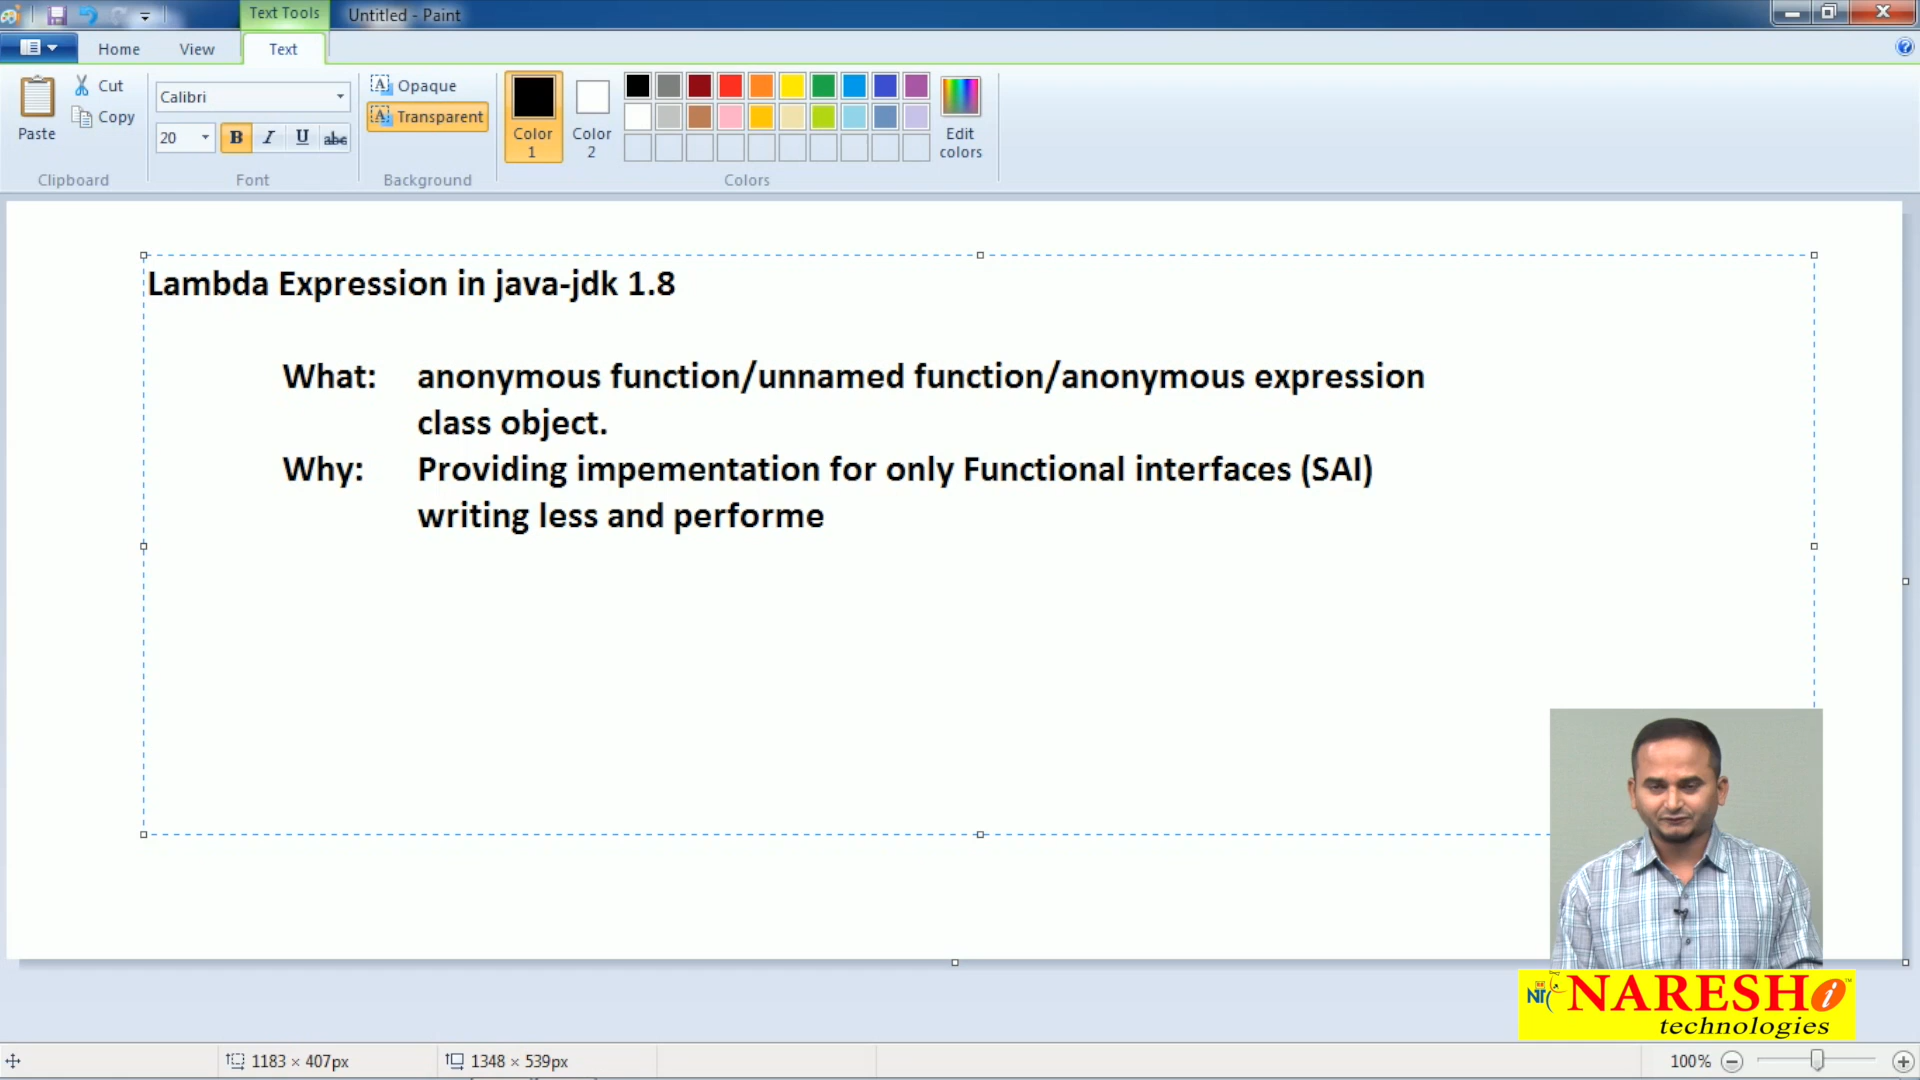 Text Tools
Untitled - Paint
Home View Text
Paste
Cut
Copy
Clipboard
Calibri
20 B I U abc
Font
Opaque
Transparent
Background
Color 1
Color 2
Edit colors
Colors
Lambda Expression in java-jdk 1.8
What: anonymous function/unnamed function/anonymous expression
class object.
Why: Providing impementation for only Functional interfaces (SAI)
writing less and performe
NARESH i
technologies
1183 × 407px
1348 × 539px
100%